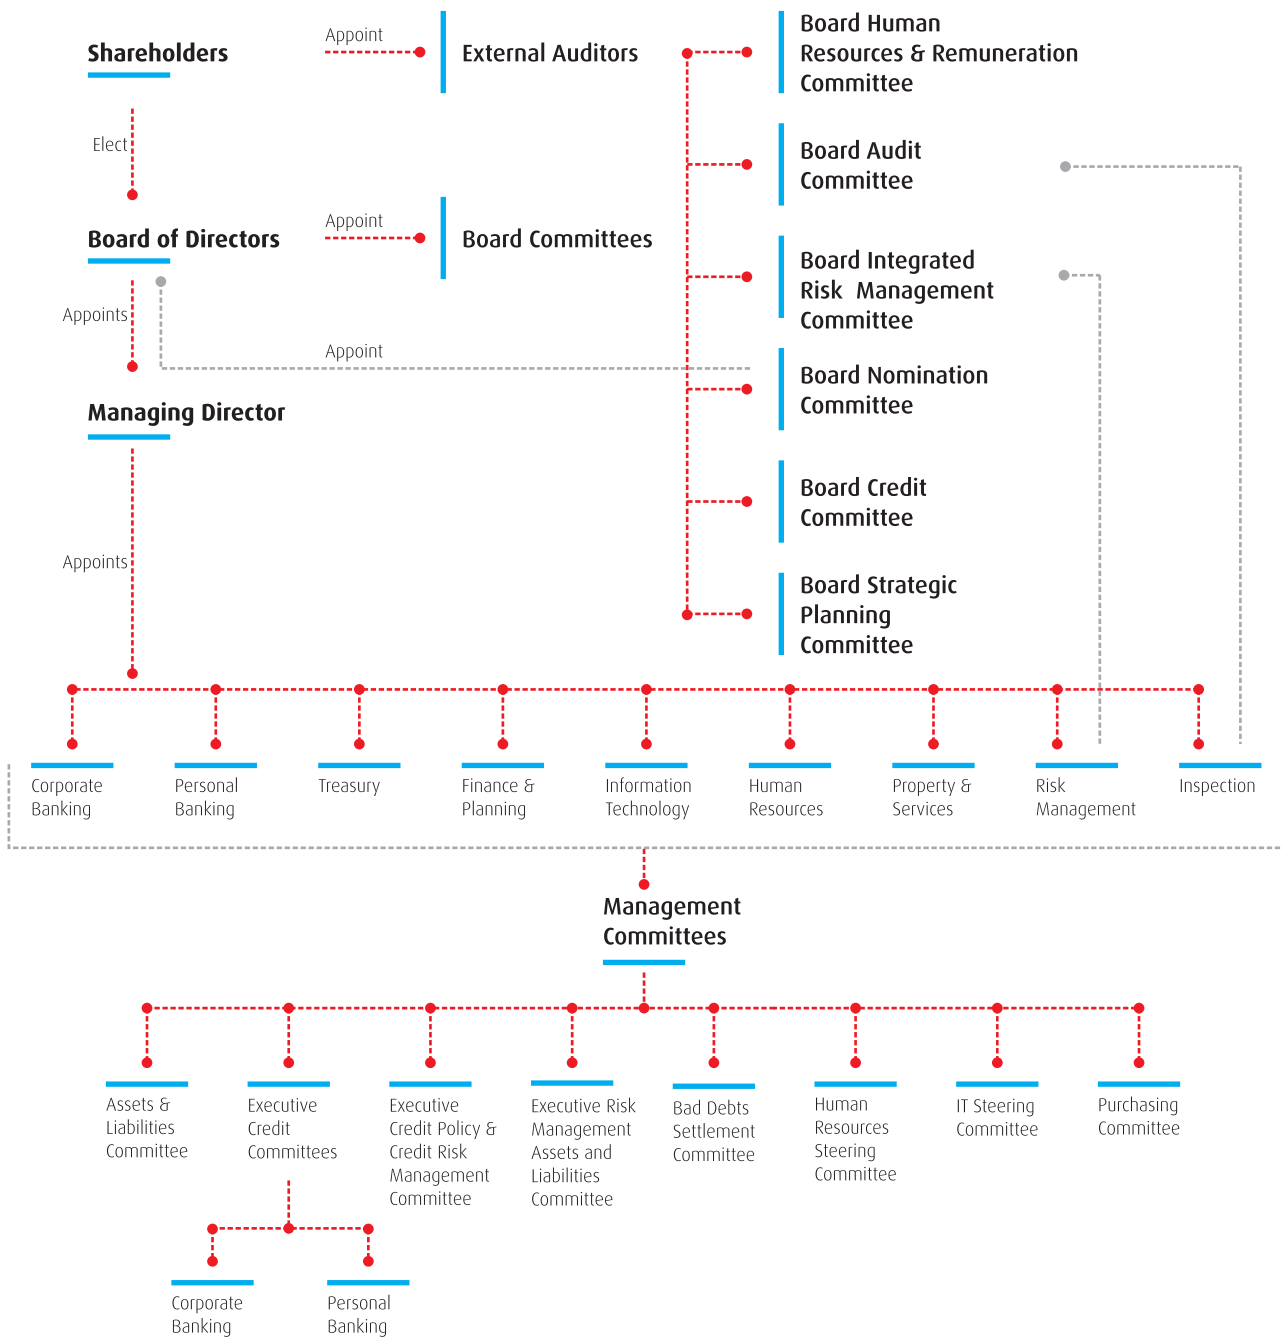 Shareholders
Appoint
External Auditors
Board Human
Resources & Remuneration
Committee
Elect
Board Audit
Committee
Board of Directors
Appoint
Board Committees
Board Integrated
Risk Management
Committee
Appoints
Appoint
Board Nomination
Committee
Managing Director
Board Credit
Committee
Appoints
Board Strategic
Planning
Committee
Corporate
Banking
Personal
Banking
Treasury
Finance &
Planning
Information
Technology
Human
Resources
Property &
Services
Risk
Management
Inspection
Management
Committees
Assets &
Liabilities
Committee
Executive
Credit
Committees
Executive
Credit Policy &
Credit Risk
Management
Committee
Executive Risk
Management
Assets and
Liabilities
Committee
Bad Debts
Settlement
Committee
Human
Resources
Steering
Committee
IT Steering
Committee
Purchasing
Committee
Corporate
Banking
Personal
Banking